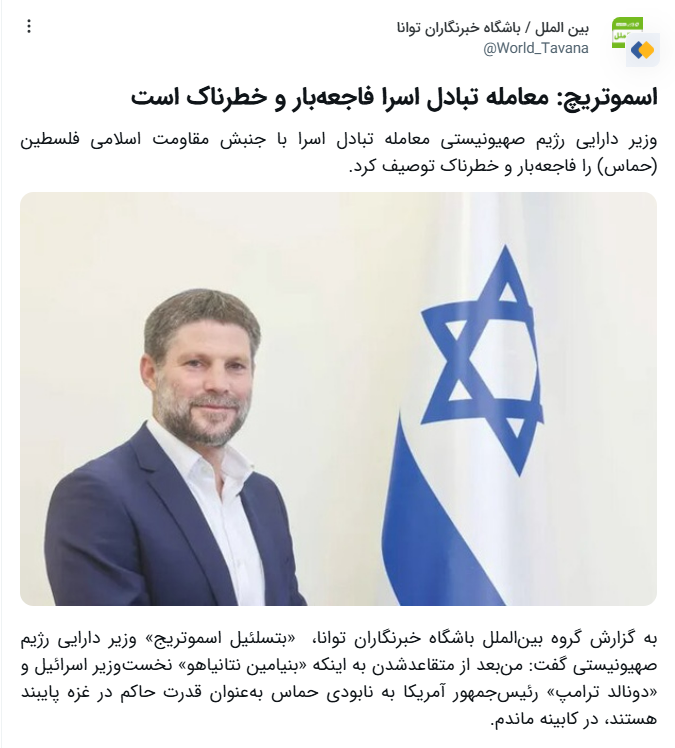 بین الملل / باشگاه خبرنگاران توانا
@World_Tavana
اسموتریچ: معامله تبادل اسرا فاجعه‌بار و خطرناک است
وزیر دارایی رژیم صهیونیستی معامله تبادل اسرا با جنبش مقاومت اسلامی فلسطین
(حماس) را فاجعه‌بار و خطرناک توصیف کرد.
به گزارش گروه بین‌الملل باشگاه خبرنگاران توانا، «بتسلئیل اسموتریچ» وزیر دارایی رژیم
صهیونیستی گفت: من‌بعد از متقاعدشدن به اینکه «بنیامین نتانیاهو» نخست‌وزیر اسرائیل و
«دونالد ترامپ» رئیس‌جمهور آمریکا به نابودی حماس به‌عنوان قدرت حاکم در غزه پایبند
هستند، در کابینه ماندم.